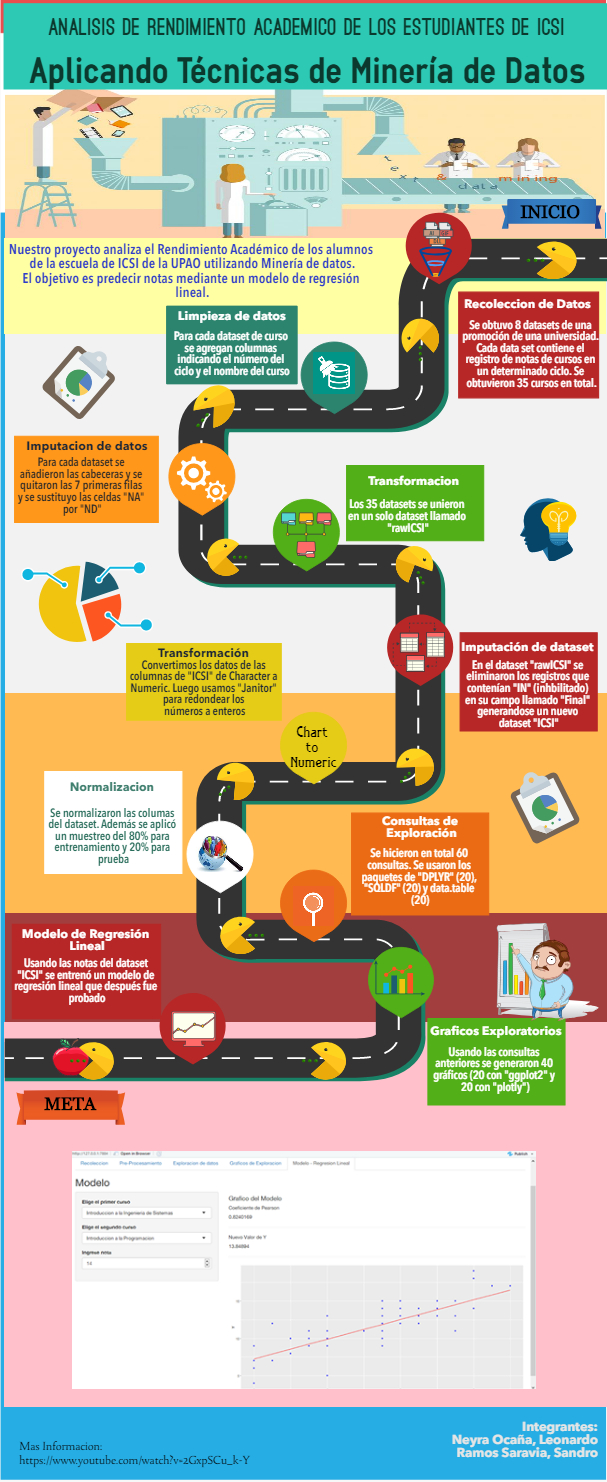 ANALISIS DE RENDIMIENTO ACADEMICO DE LOS ESTUDIANTES DE ICSI
Aplicando Técnicas de Minería de Datos
text & data mining
INICIO
Nuestro proyecto analiza el Rendimiento Académico de los alumnos
de la escuela de ICSI de la UPAO utilizando Minería de datos.
El objetivo es predecir notas mediante un modelo de regresión
lineal.
Recoleccion de Datos
Se obtuvo 8 datasets de una
promoción de una universidad.
Cada data set contiene el
registro de notas de cursos en
un determinado ciclo. Se
obtuvieron 35 cursos en total.
Limpieza de datos
Para cada dataset de curso
se agregan columnas
indicando el número del
ciclo y el nombre del curso
Imputacion de datos
Para cada dataset se
añadieron las cabeceras y se
quitaron las 7 primeras filas
y se sustituyo las celdas "NA"
por "ND"
Transformacion
Los 35 datasets se unieron
en un solo dataset llamado
"rawICSI"
Imputación de dataset
En el dataset "rawICSI" se
eliminaron los registros que
contenían "IN" (inhbilitado)
en su campo llamado "Final"
generandose un nuevo
dataset "ICSI"
Transformación
Convertimos los datos de las
columnas de "ICSI" de Character a
Numeric. Luego usamos "Janitor"
para redondear los
números a enteros
Chart
to
Numeric
Normalizacion
Se normalizaron las columas
del dataset. Además se aplicó
un muestreo del 80% para
entrenamiento y 20% para
prueba
Consultas de
Exploración
Se hicieron en total 60
consultas. Se usaron los
paquetes de "DPLYR" (20),
"SQLDF" (20) y data.table
(20)
Modelo de Regresión
Lineal
Usando las notas del dataset
"ICSI" se entrenó un modelo de
regresión lineal que después fue
probado
Graficos Exploratorios
Usando las consultas
anteriores se generaron 40
gráficos (20 con "ggplot2" y
20 con "plotly")
META
Open in Browser
Publish
Recoleccion
Pre-Procesamiento
Exploracion de datos
Graficos de Exploracion
Modelo - Regresion Lineal
Modelo
Elige el primer curso
Introduccion a la Ingenieria de Sistemas
Elige el segundo curso
Introduccion a la Programacion
Ingrese nota
14
Grafico del Modelo
Coeficiente de Pearson
0.8240169
Nuevo Valor de Y
13.84884
Integrantes:
Neyra Ocaña, Leonardo
Ramos Saravia, Sandro
Mas Informacion:
https://www.youtube.com/watch?v=2GxpSCu_k-Y